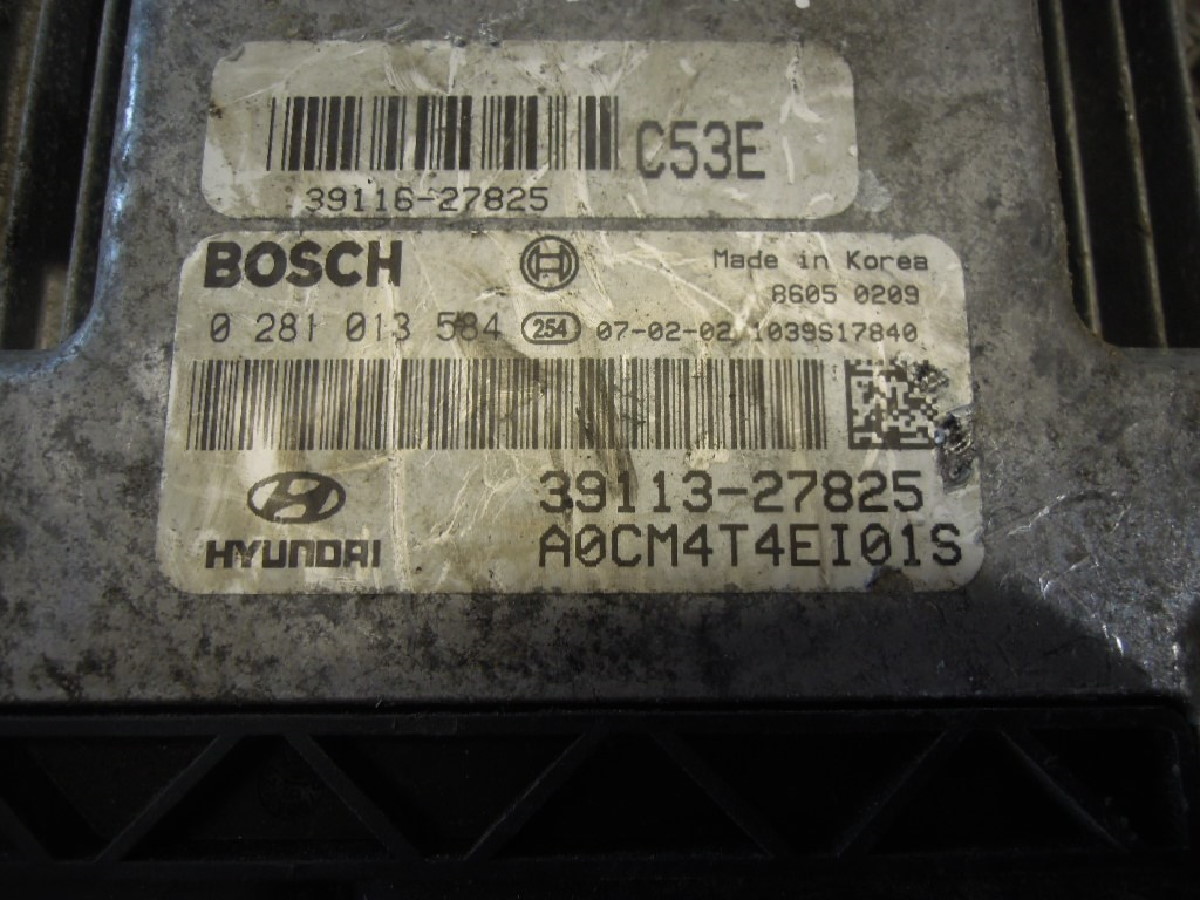 C53E
39116-27825
BOSCH
Made in Korea
8605 0209
0 281 013 584 254 07-02-02 1039S17840
39113-27825
HYUNDAI A0CM4T4EI01S